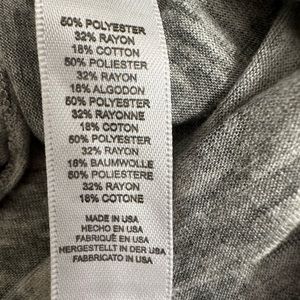 50% POLYESTER
32% RAYON
18% COTTON
50% POLIESTER
32% RAYON
18% ALGODON
50% POLYESTER
32% RAYONNE
18% COTON
50% POLYESTER
32% RAYON
18% BAUMWOLLE
50% POLIESTERE
32% RAYON
18% COTONE
MADE IN USA
HECHO EN USA
FABRIQUÉ EN USA
HERGESTELLT IN DER USA
FABBRICATO IN USA